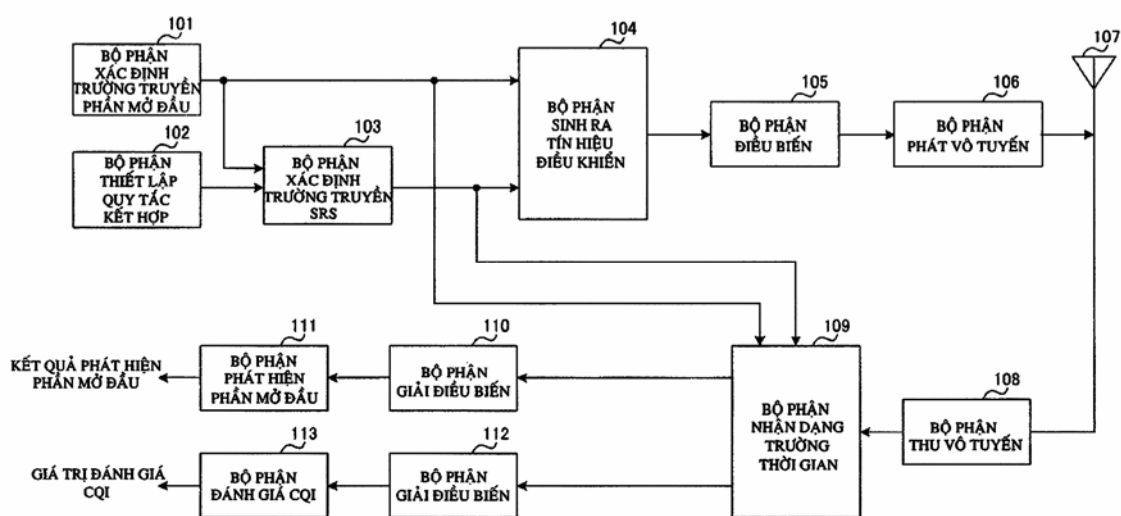 101
BỘ PHẬN
XÁC ĐỊNH
TRƯỜNG TRUYỀN
PHẦN MỞ ĐẦU
102
BỘ PHẬN
THIẾT LẬP
QUY TẮC
KẾT HỢP
103
BỘ PHẬN
XÁC ĐỊNH
TRƯỜNG TRUYỀN
SRS
104
BỘ PHẬN
SINH RA
TÍN HIỆU
ĐIỀU KHIỂN
105
BỘ PHẬN
ĐIỀU BIẾN
106
BỘ PHẬN
PHÁT VÔ TUYẾN
107
108
BỘ PHẬN
THU VÔ TUYẾN
109
BỘ PHẬN
NHẬN DẠNG
TRƯỜNG
THỜI GIAN
110
BỘ PHẬN
GIẢI ĐIỀU BIẾN
111
BỘ PHẬN
PHÁT HIỆN
PHẦN MỞ ĐẦU
KẾT QUẢ PHÁT HIỆN
PHẦN MỞ ĐẦU
112
BỘ PHẬN
GIẢI ĐIỀU BIẾN
113
BỘ PHẬN
ĐÁNH GIÁ CQI
GIÁ TRỊ ĐÁNH GIÁ
CQI